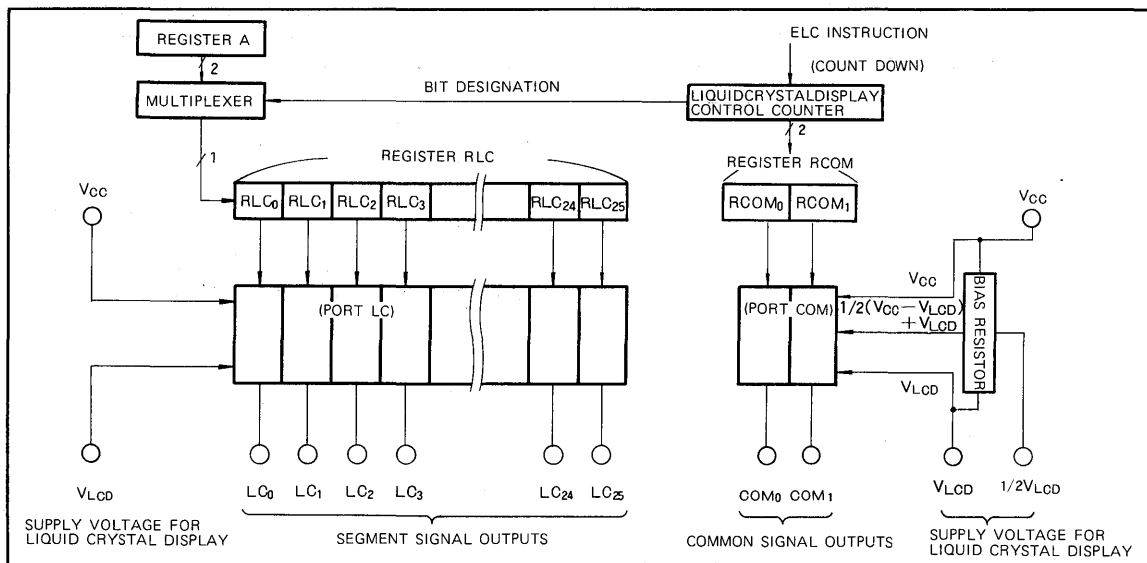 REGISTER A
2
MULTIPLEXER
BIT DESIGNATION
ELC INSTRUCTION
(COUNT DOWN)
LIQUIDCRYSTALDISPLAY
CONTROL COUNTER
2
1
REGISTER RLC
REGISTER RCOM
VCC
RLC0 RLC1 RLC2 RLC3 RLC24 RLC25
RCOM0 RCOM1
VCC
(PORT LC)
(PORT COM)
VCC
1/2(VCC-VLCD)
+VLCD
VLCD
BIAS RESISTOR
VLCD
LC0 LC1 LC2 LC3 LC24 LC25
COM0 COM1
VLCD 1/2VLCD
SUPPLY VOLTAGE FOR
LIQUID CRYSTAL DISPLAY
SEGMENT SIGNAL OUTPUTS
COMMON SIGNAL OUTPUTS
SUPPLY VOLTAGE FOR
LIQUID CRYSTAL DISPLAY